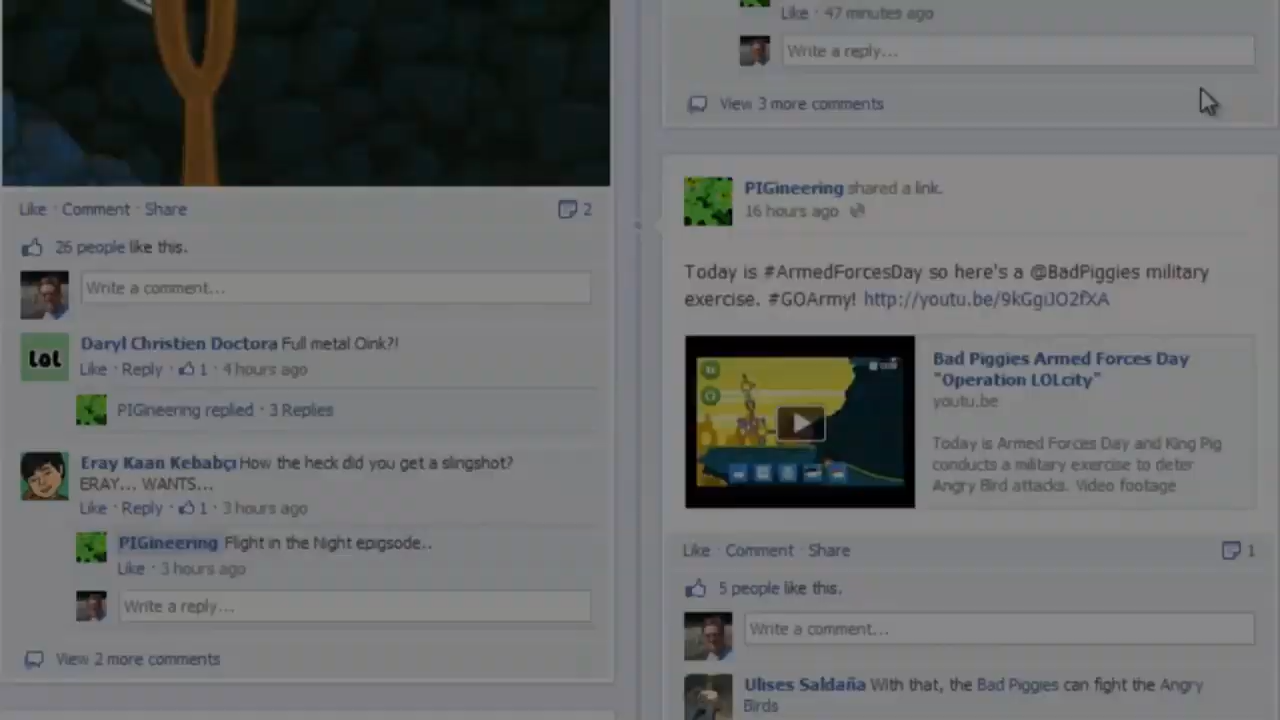 Like · Comment · Share
2
26 people like this.
Write a comment...
Daryl Christien Doctora Full metal Oink?!
Like · Reply · 1 · 4 hours ago
PIGineering replied · 3 Replies
Eray Kaan Kebabçı How the heck did you get a slingshot?
ERAY... WANTS...
Like · Reply · 1 · 3 hours ago
PIGineering Flight in the Night epigsode..
Like · 3 hours ago
Write a reply...
View 2 more comments
Like · 47 minutes ago
Write a reply...
View 3 more comments
PIGineering shared a link.
16 hours ago
Today is #ArmedForcesDay so here's a @BadPiggies military
exercise. #GOArmy! http://youtu.be/9kGgiJO2fXA
Bad Piggies Armed Forces Day
"Operation LOLcity"
youtu.be
Today is Armed Forces Day and King Pig
conducts a military exercise to deter
Angry Bird attacks. Video footage
Like · Comment · Share
1
5 people like this.
Write a comment...
Ulises Saldaña With that, the Bad Piggies can fight the Angry
Birds
LOL